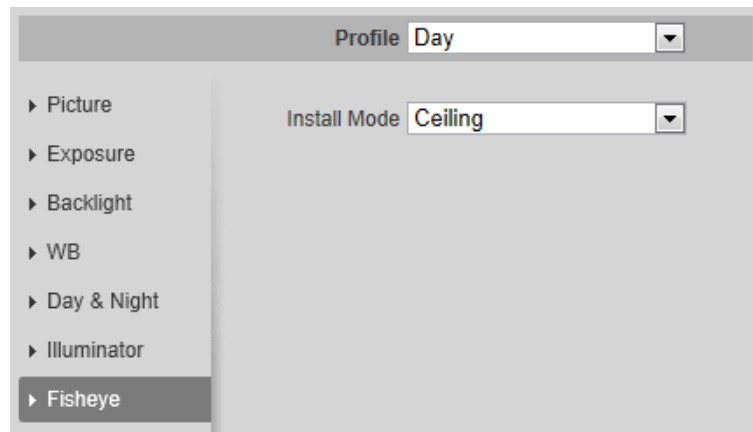 Profile Day
Picture
Install Mode Ceiling
Exposure
Backlight
WB
Day & Night
Illuminator
Fisheye